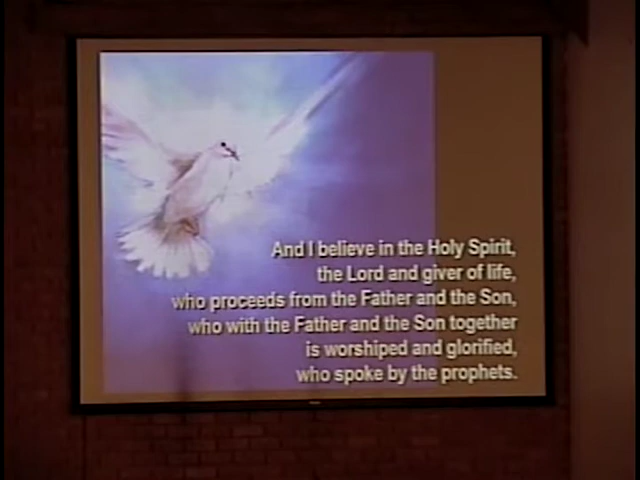 And I believe in the Holy Spirit,
the Lord and giver of life,
who proceeds from the Father and the Son,
who with the Father and the Son together
is worshiped and glorified,
who spoke by the prophets.